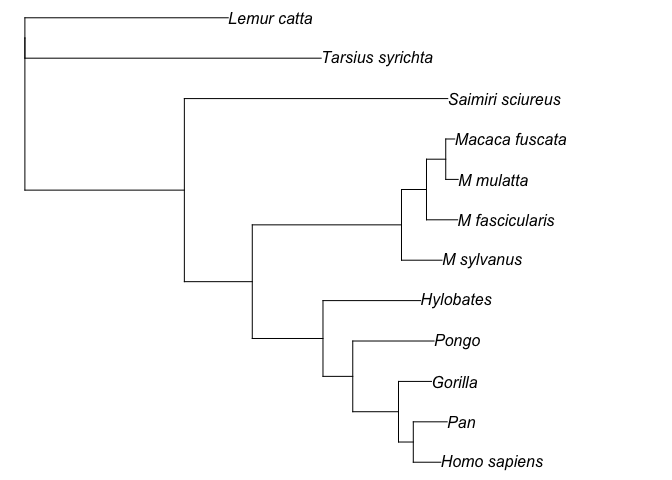 Lemur catta
Tarsius syrichta
Saimiri sciureus
Macaca fuscata
M mulatta
M fascicularis
M sylvanus
Hylobates
Pongo
Gorilla
Pan
Homo sapiens